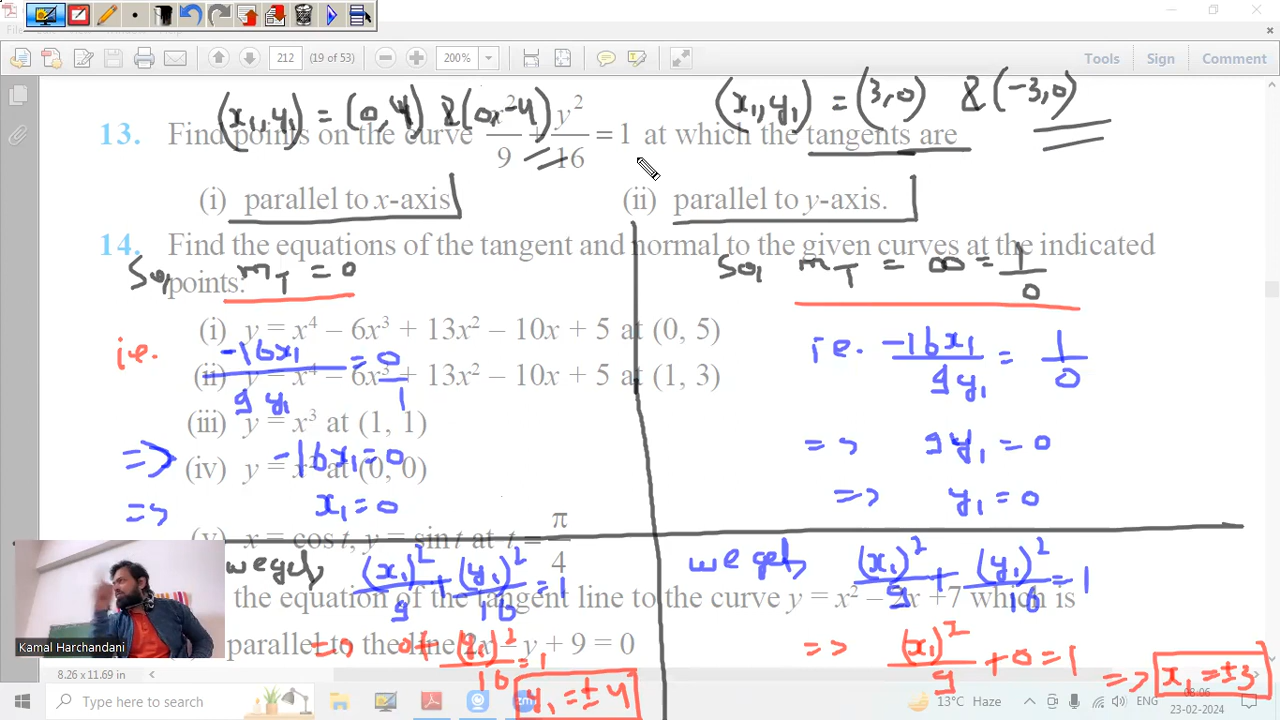 Tools Sign Comment
212 (19 of 53) 200%
(x₁, y₁) = (0, 4) & (0, -4)
(x₁, y₁) = (3, 0) & (-3, 0)
13. Find points on the curve x²/9 + y²/16 = 1 at which the tangents are
(i) parallel to x-axis (ii) parallel to y-axis.
14. Find the equations of the tangent and normal to the given curves at the indicated
points:
So, m_T = 0
So, m_T = ∞ = 1/0
(i) y = x⁴ – 6x³ + 13x² – 10x + 5 at (0, 5)
i.e. -16x₁/9y₁ = 0/1
i.e. -16x₁/9y₁ = 1/0
(ii) y = x⁴ – 6x³ + 13x² – 10x + 5 at (1, 3)
(iii) y = x³ at (1, 1)
=> -16x₁ = 0
=> 9y₁ = 0
(iv) y = x² at (0, 0)
=> x₁ = 0
=> y₁ = 0
(v) x = cos t, y = sin t at t = π/4
we get, (x₁)²/9 + (y₁)²/16 = 1
we get, (x₁)²/9 + (y₁)²/16 = 1
the equation of the tangent line to the curve y = x² – 2x +7 which is
parallel to the line 2x – y + 9 = 0
=> 0 + (y₁)²/16 = 1
y₁ = ±4
=> (x₁)²/9 + 0 = 1 => x₁ = ±3
Kamal Harchandani
8.26 x 11.69 in
Type here to search
13°C Haze
ENG
08:06
23-02-2024